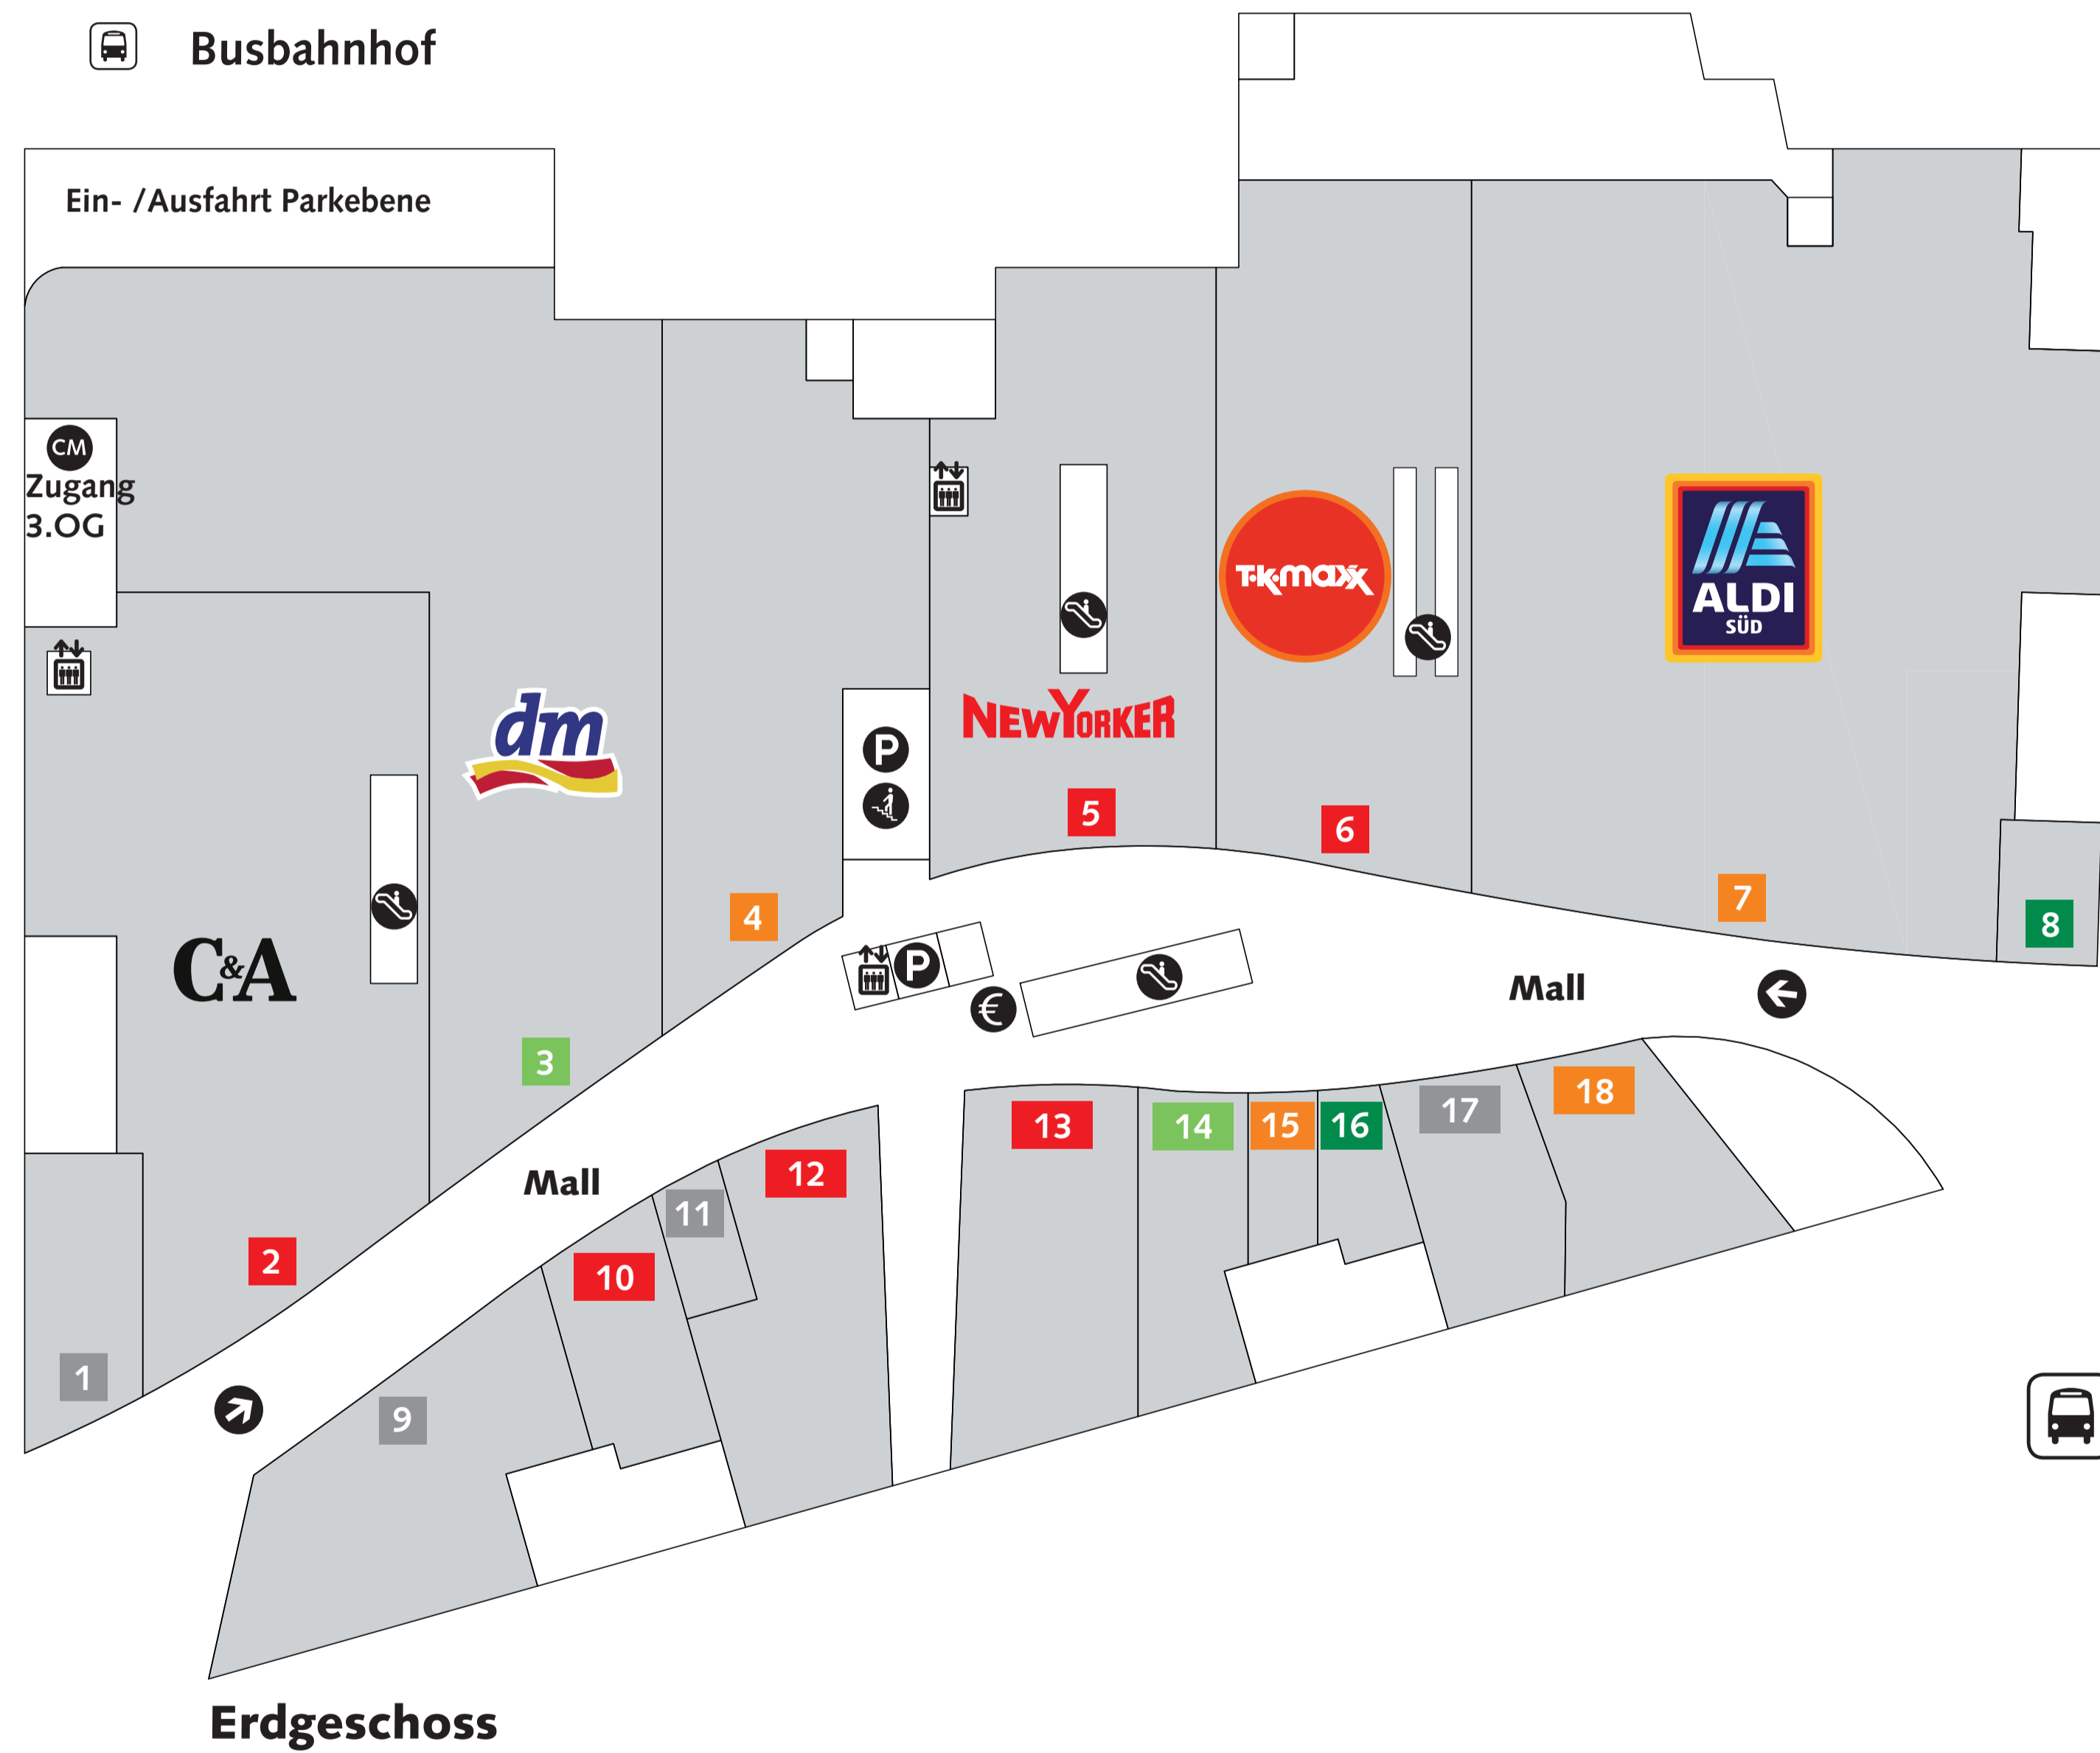 Busbahnhof
Ein- /Ausfahrt Parkebene
CM
Zugang
3.OG
TK maxx
ALDI
SÜD
dm
NEWYORKER
P
5
6
7
8
4
C&A
P
€
Mall
3
13
14
15
16
17
18
Mall
12
11
10
2
1
9
Erdgeschoss